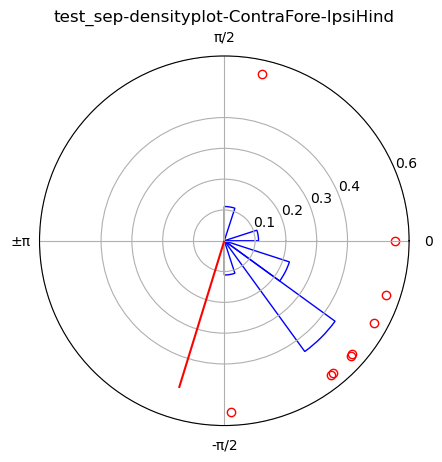 test_sep-densityplot-ContraFore-IpsiHind
π/2
0.6
0.4
0.3
0.2
0.1
±π
0
-π/2